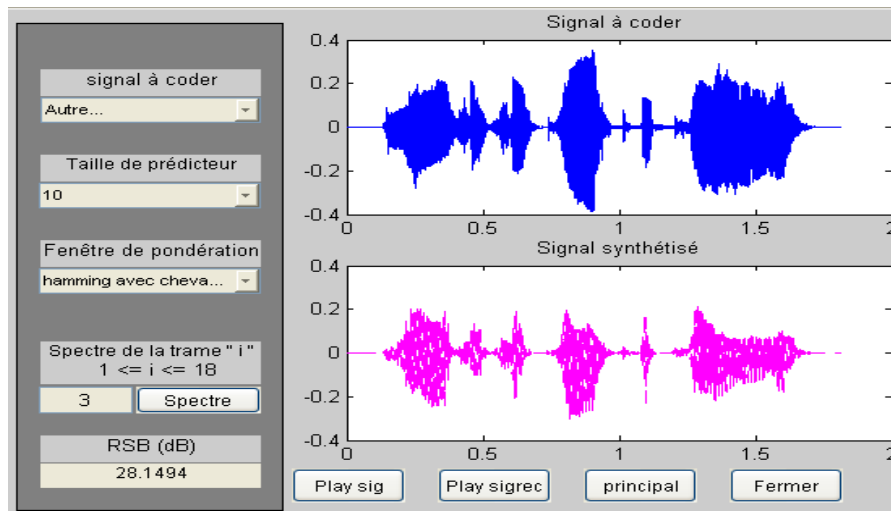 signal à coder
Autre...
Taille de prédicteur
10
Fenêtre de pondération
hamming avec cheva...
Spectre de la trame " i "
1 <= i <= 18
3 Spectre
RSB (dB)
28.1494
Signal à coder
0.4
0.2
0
-0.2
-0.4
0 0.5 1 1.5 2
Signal synthétisé
0.4
0.2
0
-0.2
-0.4
0 0.5 1 1.5 2
Play sig Play sigrec principal Fermer